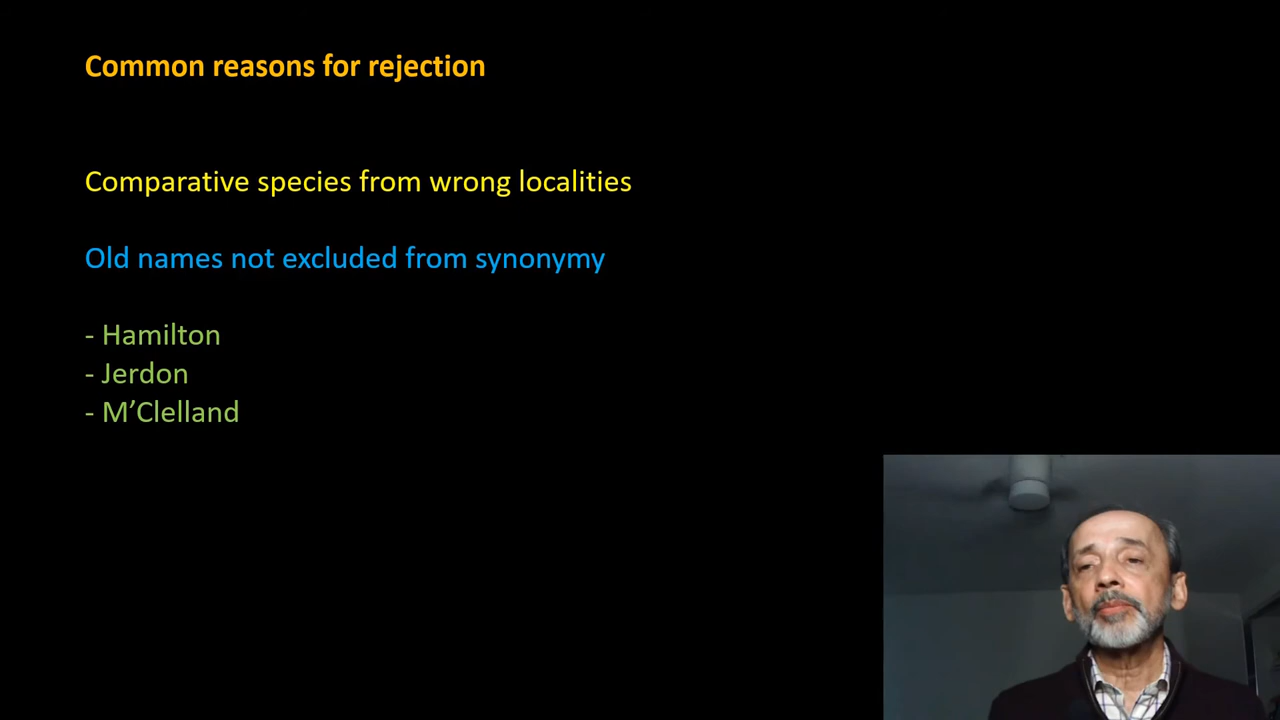 Common reasons for rejection
Comparative species from wrong localities
Old names not excluded from synonymy
- Hamilton
- Jerdon
- M’Clelland